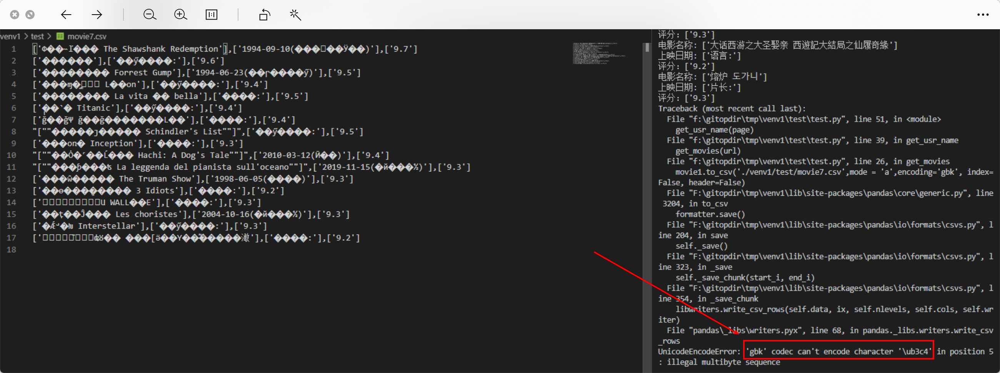 venv1 > test > movie7.csv
1 ['Փ��~Ӏ��� The Shawshank Redemption'],['1994-09-10(������Ӱ��)'],['9.7']
2 ['������'],['��ӳ����:'],['9.6']
3 ['�������� Forrest Gump'],['1994-06-23(��ɼ����ӳ)'],['9.5']
4 L��on'],['��ӳ����:'],['9.4']
5 ['�������� La vita �� bella'],['����:'],['9.5']
6 Titanic'],['��ӳ����:'],['9.4']
7 ['����:'],['9.4']
8 Schindler's List""]",['��ӳ����:'],['9.5']
9 Inception'],['����:'],['9.3']
10 Hachi: A Dog's Tale""]",['2010-03-12(Ӣ��)'],['9.4']
11 La leggenda del pianista sull'oceano""]",['2019-11-15(�й���½)'],['9.3']
12 The Truman Show'],['1998-06-05(����)'],['9.3']
13 3 Idiots'],['����:'],['9.2']
14 WALL��E'],['����:'],['9.3']
15 Les choristes'],['2004-10-16(�й���½)'],['9.3']
16 Interstellar'],['��ӳ����:'],['9.3']
17 ['����:'],['9.2']
18
评分: ['9.3']
电影名称: ['大话西游之大圣娶亲 西遊記大結局之仙履奇緣']
上映日期: ['语言:']
评分: ['9.2']
电影名称: ['熔炉 도가니']
上映日期: ['片长:']
评分: ['9.3']
Traceback (most recent call last):
File "f:\gitopdir\tmp\venv1\test\test.py", line 51, in <module>
get_usr_name(page)
File "f:\gitopdir\tmp\venv1\test\test.py", line 39, in get_usr_name
get_movies(url)
File "f:\gitopdir\tmp\venv1\test\test.py", line 26, in get_movies
movie1.to_csv('./venv1/test/movie7.csv',mode = 'a',encoding='gbk', index=
False, header=False)
File "F:\gitopdir\tmp\venv1\lib\site-packages\pandas\core\generic.py", line
3204, in to_csv
formatter.save()
File "F:\gitopdir\tmp\venv1\lib\site-packages\pandas\io\formats\csvs.py", l
ine 204, in save
self._save()
File "F:\gitopdir\tmp\venv1\lib\site-packages\pandas\io\formats\csvs.py", l
ine 323, in _save
self._save_chunk(start_i, end_i)
File "F:\gitopdir\tmp\venv1\lib\site-packages\pandas\io\formats\csvs.py", l
ine 354, in _save_chunk
libwriters.write_csv_rows(self.data, ix, self.nlevels, self.cols, self.wr
iter)
File "pandas\_libs\writers.pyx", line 68, in pandas._libs.writers.write_csv
_rows
UnicodeEncodeError: 'gbk' codec can't encode character '\ub3c4' in position 5
: illegal multibyte sequence